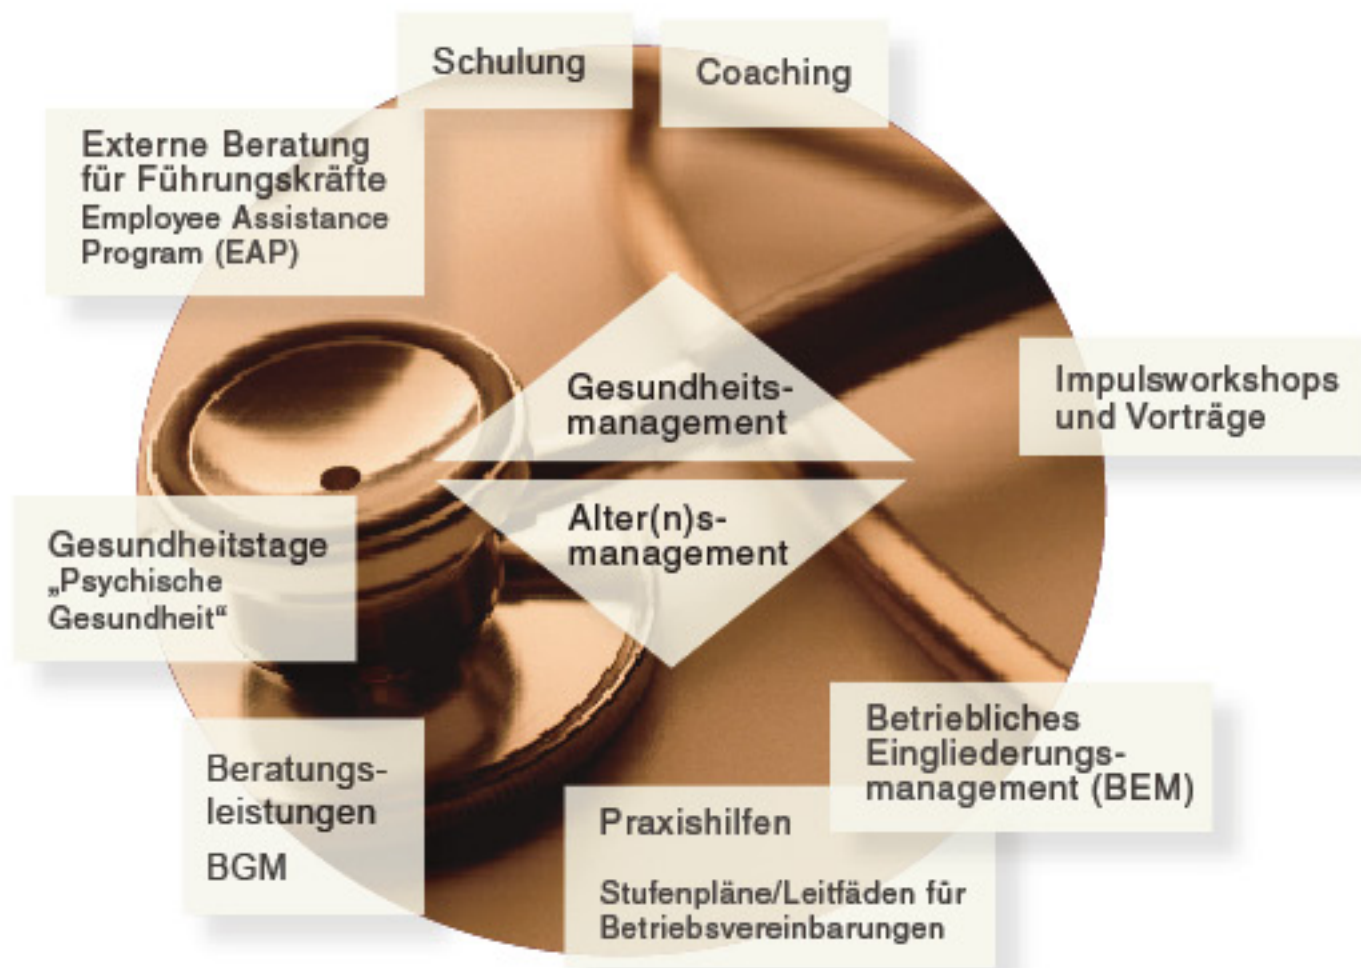 Schulung
Coaching
Externe Beratung
für Führungskräfte
Employee Assistance
Program (EAP)
Gesundheits-
management
Impulsworkshops
und Vorträge
Alter(n)s-
management
Gesundheitstage
„Psychische
Gesundheit“
Betriebliches
Eingliederungs-
management (BEM)
Beratungs-
leistungen
BGM
Praxishilfen
Stufenpläne/Leitfäden für
Betriebsvereinbarungen